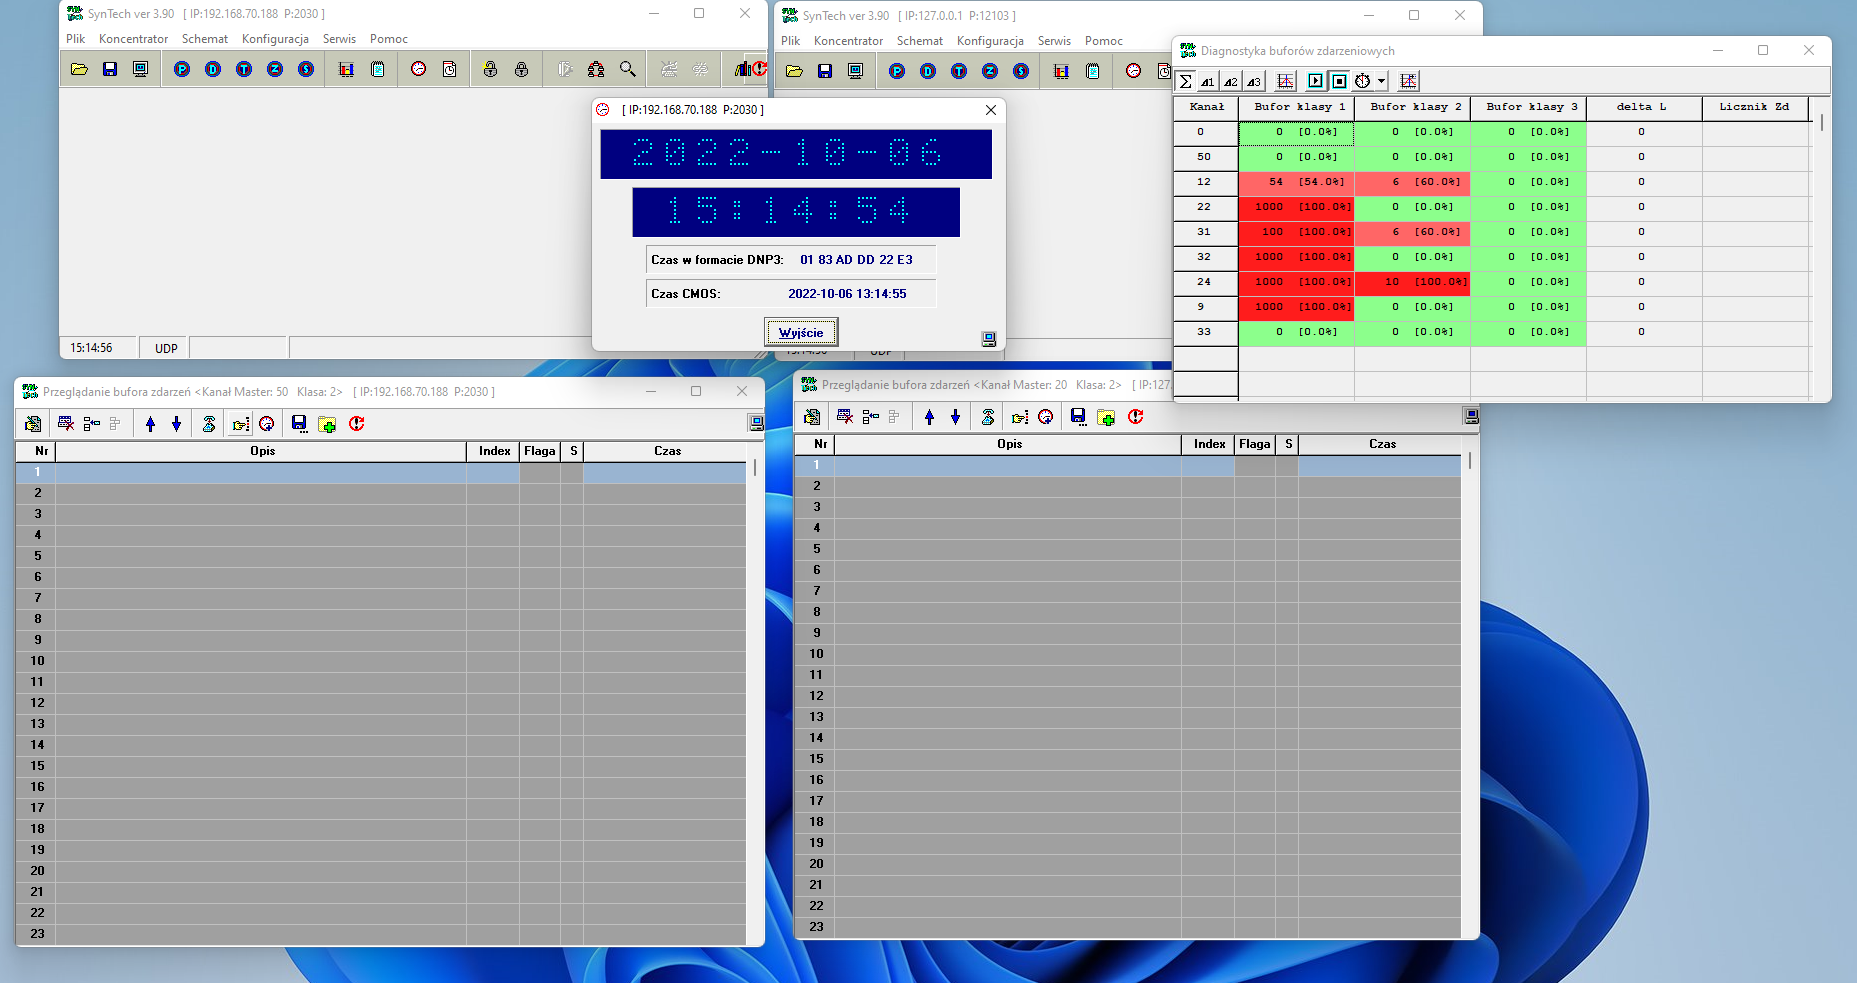 SynTech ver 3.90 [ IP:192.168.70.188 P:2030 ]
Plik Koncentrator Schemat Konfiguracja Serwis Pomoc
P D T Z S
15:14:56 UDP
SynTech ver 3.90 [ IP:127.0.0.1 P:12103 ]
Plik Koncentrator Schemat Konfiguracja Serwis Pomoc
P D T Z S
UDP
[ IP:192.168.70.188 P:2030 ]
2022-10-06
15:14:54
Czas w formacie DNP3: 01 83 AD DD 22 E3
Czas CMOS: 2022-10-06 13:14:55
Wyjście
Diagnostyka buforów zdarzeniowych
Σ Δ1 Δ2 Δ3
Kanał Bufor klasy 1 Bufor klasy 2 Bufor klasy 3 delta L Licznik Zd
0 0 [0.0%] 0 [0.0%] 0 [0.0%] 0
50 0 [0.0%] 0 [0.0%] 0 [0.0%] 0
12 54 [54.0%] 6 [60.0%] 0 [0.0%] 0
22 1000 [100.0%] 0 [0.0%] 0 [0.0%] 0
31 100 [100.0%] 6 [60.0%] 0 [0.0%] 0
32 1000 [100.0%] 0 [0.0%] 0 [0.0%] 0
24 1000 [100.0%] 10 [100.0%] 0 [0.0%] 0
9 1000 [100.0%] 0 [0.0%] 0 [0.0%] 0
33 0 [0.0%] 0 [0.0%] 0 [0.0%] 0
Przeglądanie bufora zdarzeń <Kanał Master: 50 Klasa: 2> [ IP:192.168.70.188 P:2030 ]
Nr Opis Index Flaga S Czas
1
2
3
4
5
6
7
8
9
10
11
12
13
14
15
16
17
18
19
20
21
22
23
Przeglądanie bufora zdarzeń <Kanał Master: 20 Klasa: 2> [ IP:127.
Nr Opis Index Flaga S Czas
1
2
3
4
5
6
7
8
9
10
11
12
13
14
15
16
17
18
19
20
21
22
23